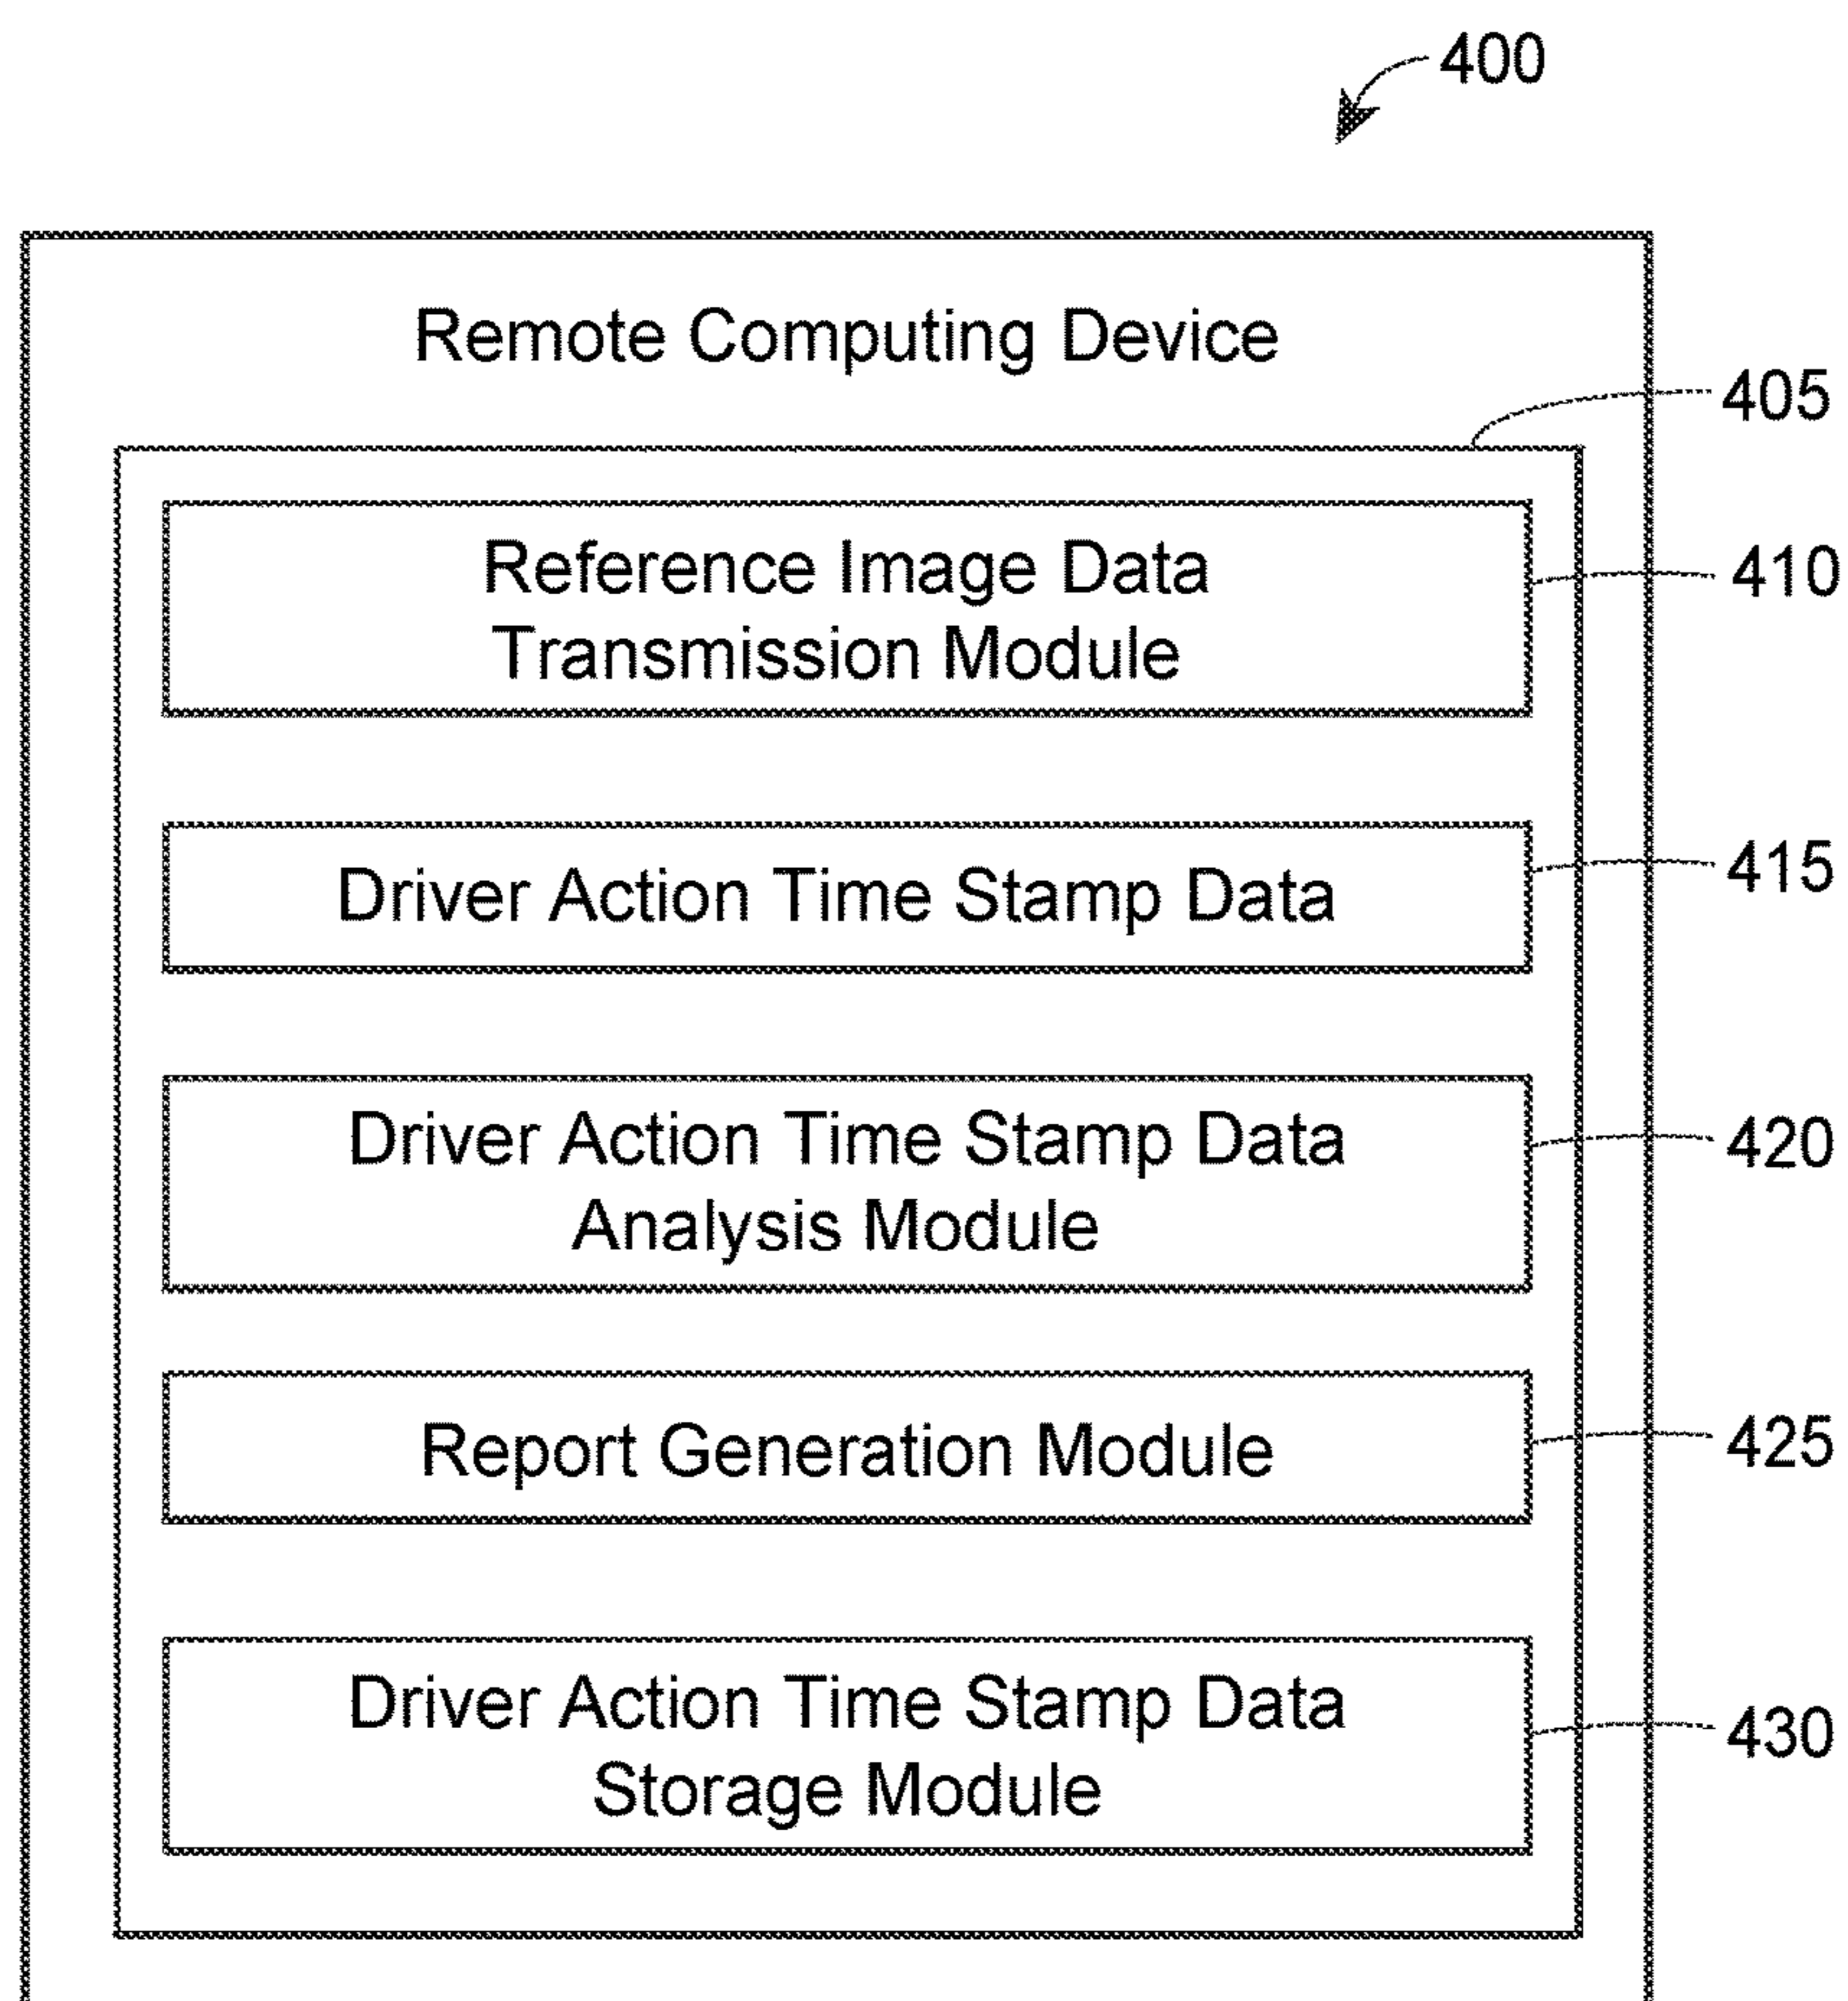 400
Remote Computing Device
405
Reference Image Data
Transmission Module
410
Driver Action Time Stamp Data
415
Driver Action Time Stamp Data
Analysis Module
420
Report Generation Module
425
Driver Action Time Stamp Data
Storage Module
430